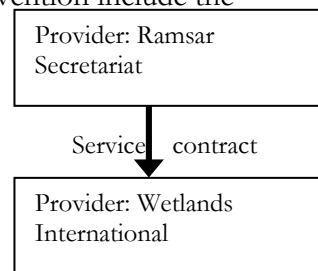 vention include the
Provider: Ramsar
Secretariat
Service contract
Provider: Wetlands
International